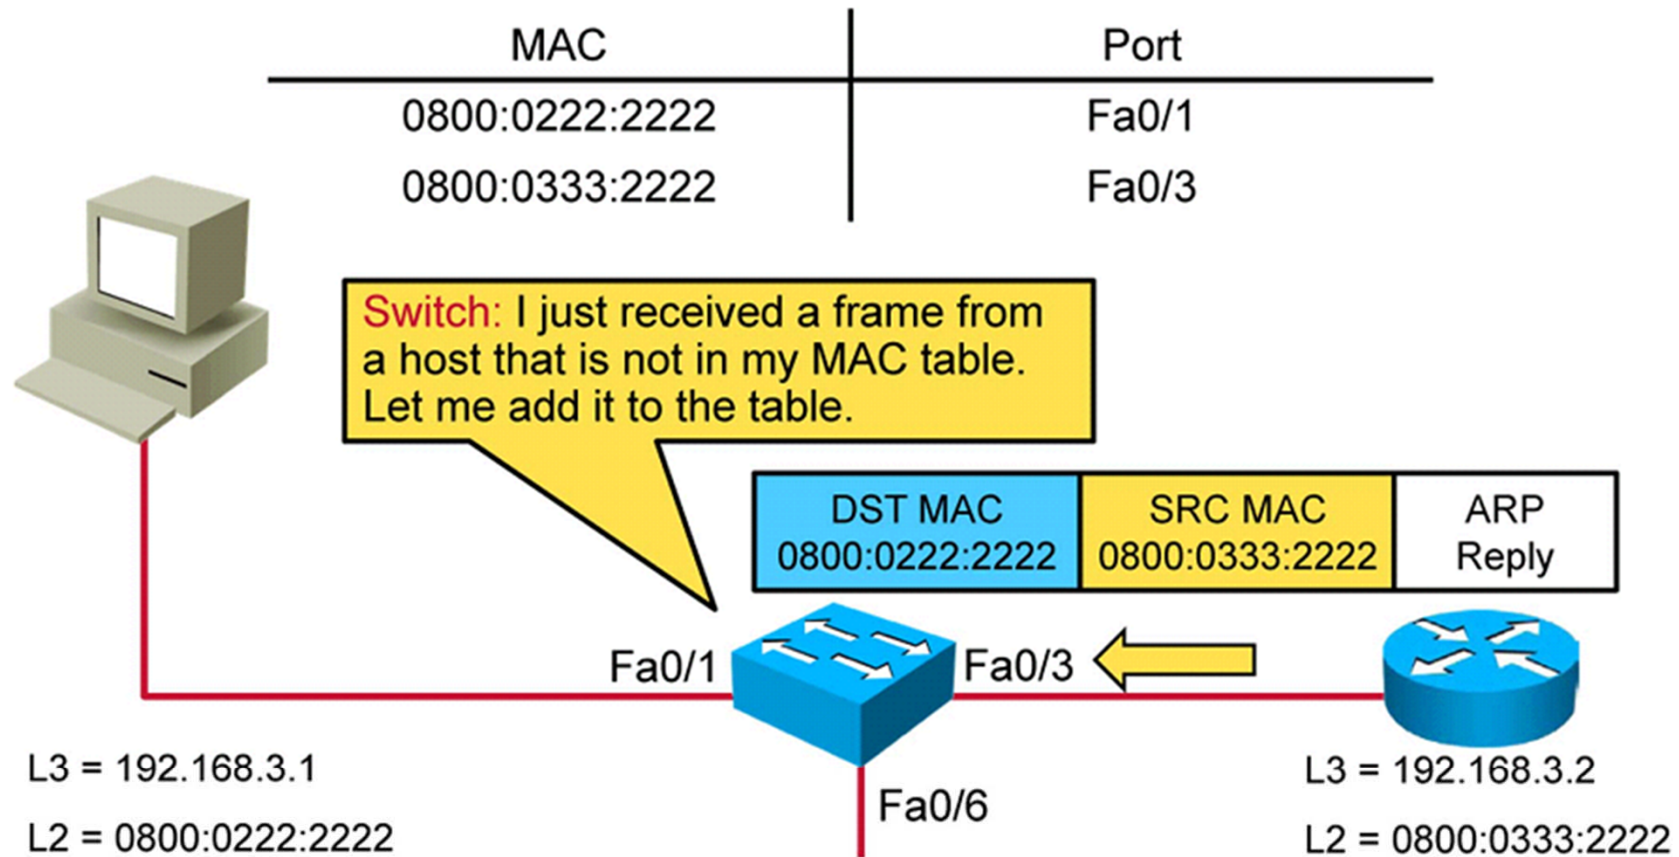 MAC Port
0800:0222:2222 Fa0/1
0800:0333:2222 Fa0/3
Switch: I just received a frame from
a host that is not in my MAC table.
Let me add it to the table.
DST MAC
0800:0222:2222
SRC MAC
0800:0333:2222
ARP
Reply
Fa0/1
Fa0/3
Fa0/6
L3 = 192.168.3.1
L2 = 0800:0222:2222
L3 = 192.168.3.2
L2 = 0800:0333:2222